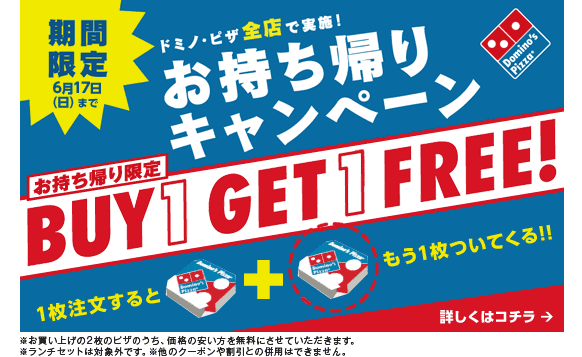 期間
限定
6月17日
(日)まで
ドミノ・ピザ全店で実施!
お持ち帰り
キャンペーン
Domino's
Pizza
お持ち帰り限定
BUY 1 GET 1 FREE!
1枚注文すると
Domino's
Pizza
+
Domino's
Pizza
もう1枚ついてくる!!
詳しくはコチラ →
※お買い上げの2枚のピザのうち、価格の安い方を無料にさせていただきます。
※ランチセットは対象外です。※他のクーポンや割引との併用はできません。